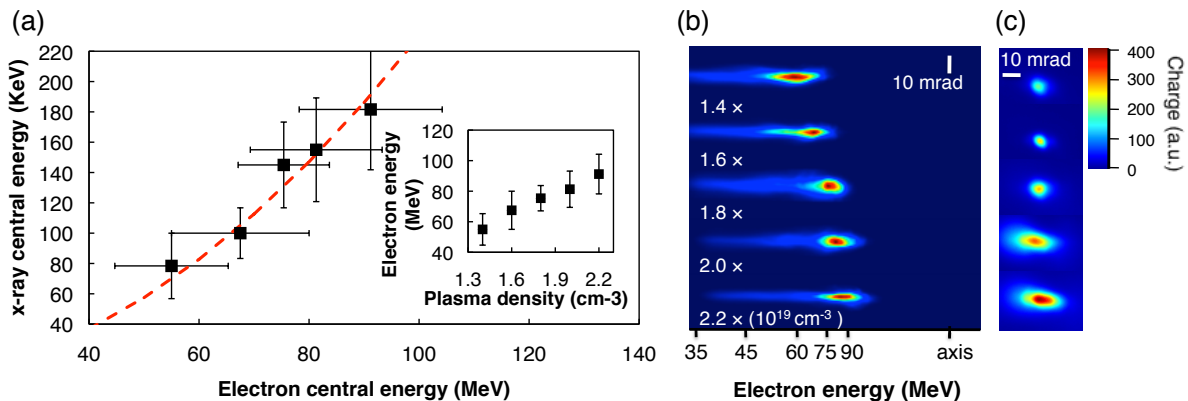 (a)
x-ray central energy (KeV)
220
200
180
160
140
120
100
80
60
40
40
60
80
100
120
140
Electron central energy (MeV)
Electron energy
(MeV)
120
100
80
60
40
1.3
1.6
1.9
2.2
Plasma density (cm-3)
(b)
10 mrad
1.4 ×
1.6 ×
1.8 ×
2.0 ×
2.2 × (10¹⁹ cm⁻³ )
35
45
60
75
90
axis
Electron energy (MeV)
(c)
10 mrad
400
300
200
100
0
Charge (a.u.)